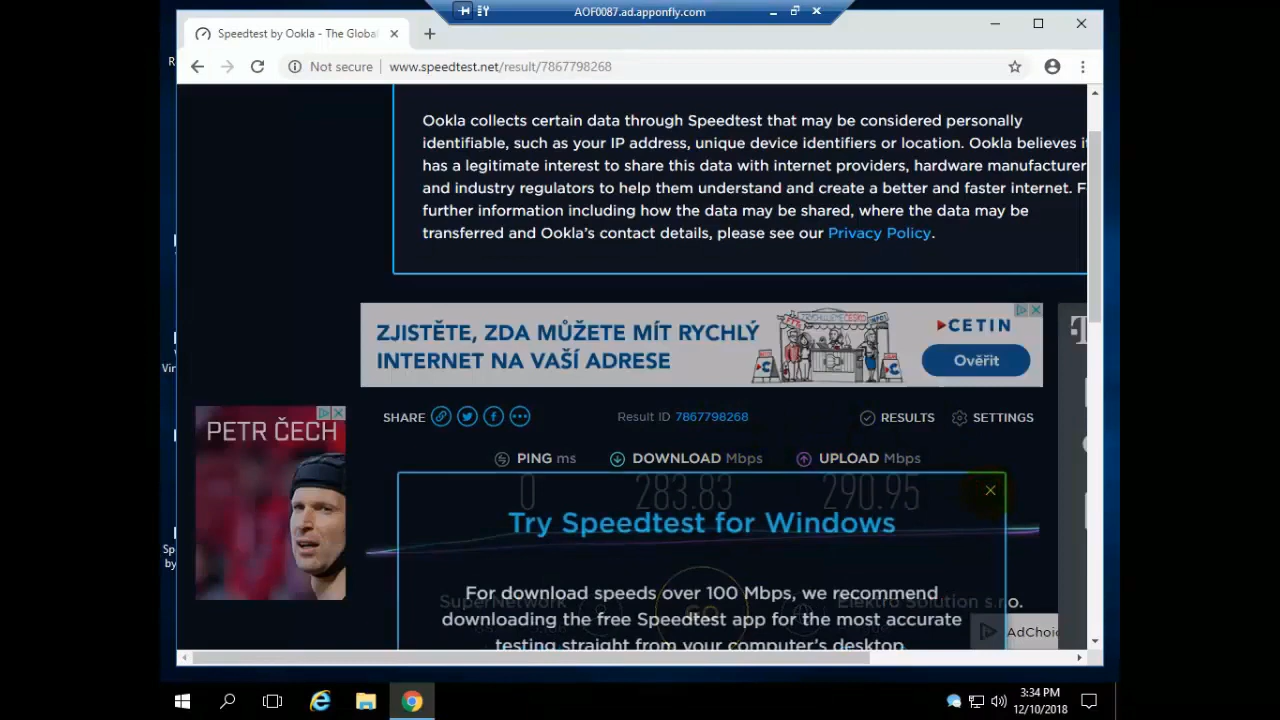 AOF0087.ad.apponfly.com
Speedtest by Ookla - The Globa
Not secure
www.speedtest.net/result/7867798268
Ookla collects certain data through Speedtest that may be considered personally
identifiable, such as your IP address, unique device identifiers or location. Ookla believes i
has a legitimate interest to share this data with internet providers, hardware manufacturer
and industry regulators to help them understand and create a better and faster internet. F
further information including how the data may be shared, where the data may be
transferred and Ookla's contact details, please see our Privacy Policy.
ZJISTĚTE, ZDA MŮŽETE MÍT RYCHLÝ
INTERNET NA VAŠÍ ADRESE
CETIN
Ověřit
PETR ČECH
SHARE
Result ID 7867798268
RESULTS
SETTINGS
PING ms
DOWNLOAD Mbps
UPLOAD Mbps
0
283.83
290.95
Try Speedtest for Windows
For download speeds over 100 Mbps, we recommend
downloading the free Speedtest app for the most accurate
testing straight from your computer's desktop.
SuperNetwork
GO
Elektro Solution s.r.o.
AdChoic
Vin
Sp
by
3:34 PM
12/10/2018